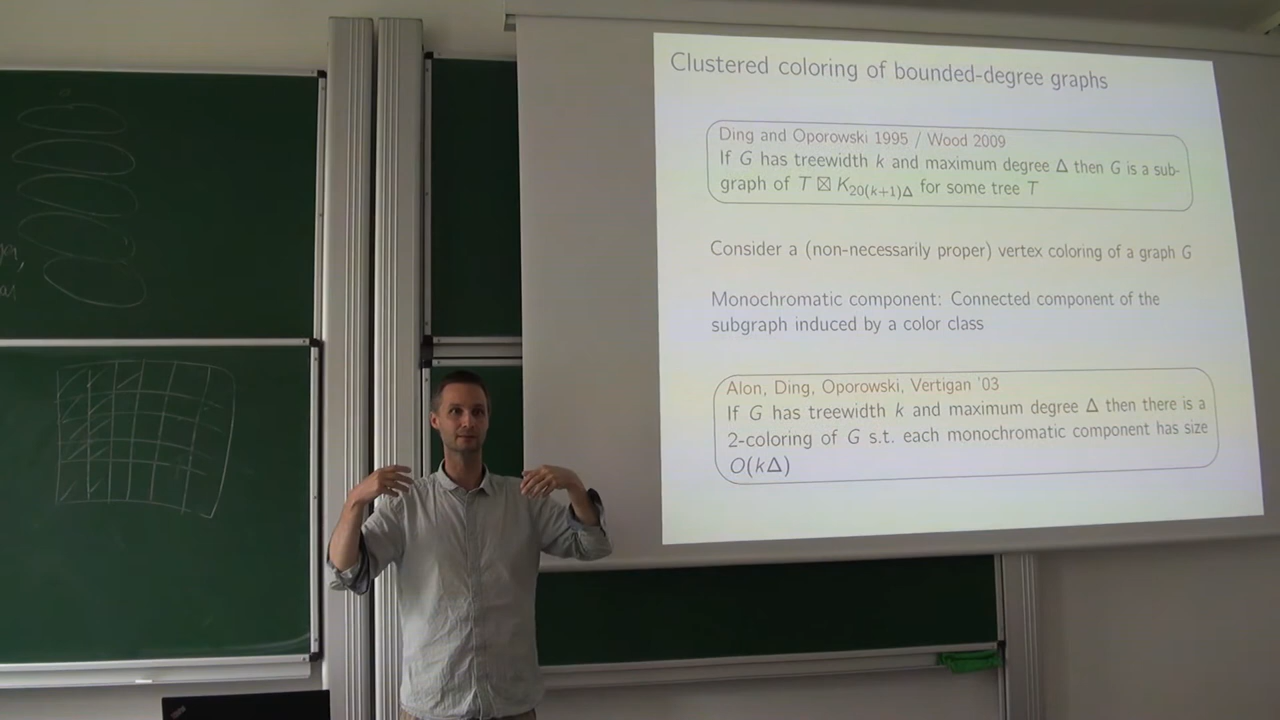 Clustered coloring of bounded-degree graphs
Ding and Oporowski 1995 / Wood 2009
If G has treewidth k and maximum degree Δ then G is a sub-
graph of T ⊠ K₂₀₍ₖ₊₁₎Δ for some tree T
Consider a (non-necessarily proper) vertex coloring of a graph G
Monochromatic component: Connected component of the
subgraph induced by a color class
Alon, Ding, Oporowski, Vertigan '03
If G has treewidth k and maximum degree Δ then there is a
2-coloring of G s.t. each monochromatic component has size
O(kΔ)